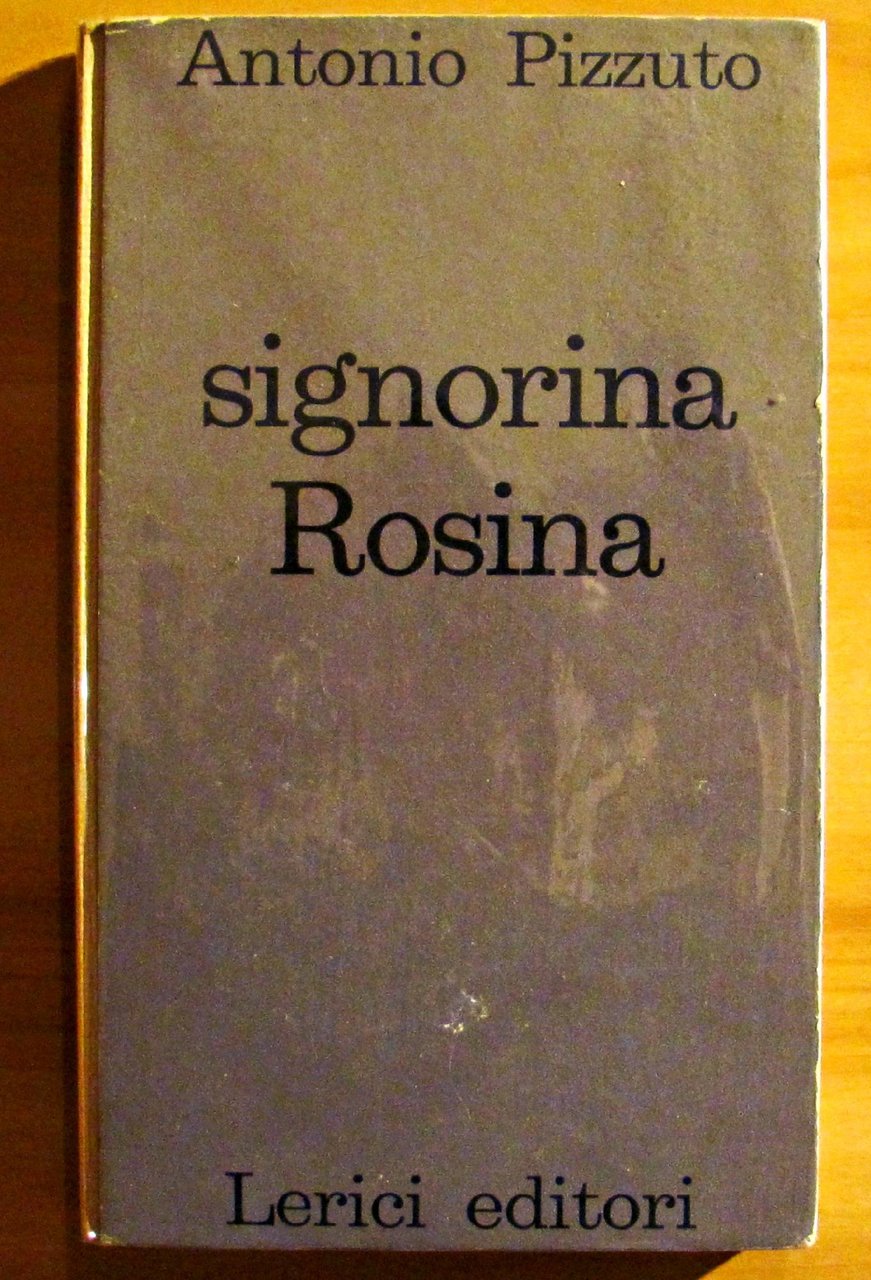 Antonio Pizzuto
signorina
Rosina
Lerici editori